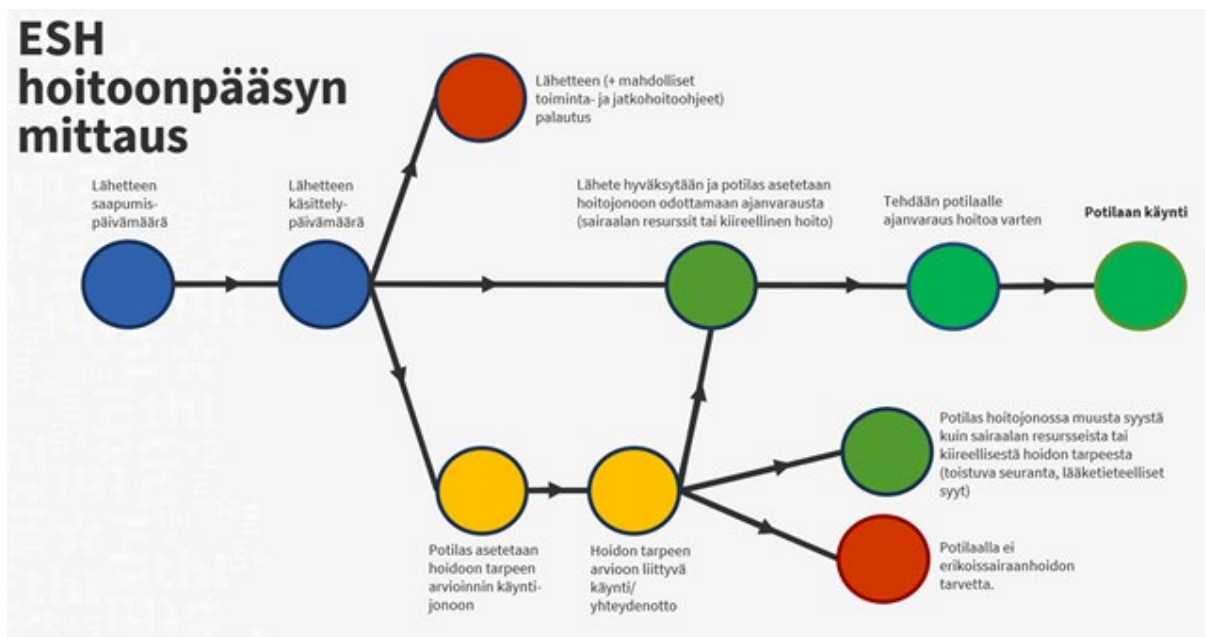 ESH
hoitoonpääsyn
mittaus
Lähetteen (+ mahdolliset
toiminta- ja jatkohoitoohjeet)
palautus
Lähetteen
saapumis-
päivämäärä
Lähetteen
käsittely-
päivämäärä
Lähete hyväksytään ja potilas asetetaan
hoitojonoon odottamaan ajanvarausta
(sairaalan resurssit tai kiireellinen hoito)
Tehdään potilaalle
ajanvaraus hoitoa varten
Potilaan käynti
Potilas hoitojonossa muusta syystä
kuin sairaalan resursseista tai
kiireellisestä hoidon tarpeesta
(toistuva seuranta, lääketieteelliset
syyt)
Potilas asetetaan
hoidoon tarpeen
arvioinnin käynti-
jonoon
Hoidon tarpeen
arvioon liittyvä
käynti/
yhteydenotto
Potilaalla ei
erikoissairaanhoidon
tarvetta.